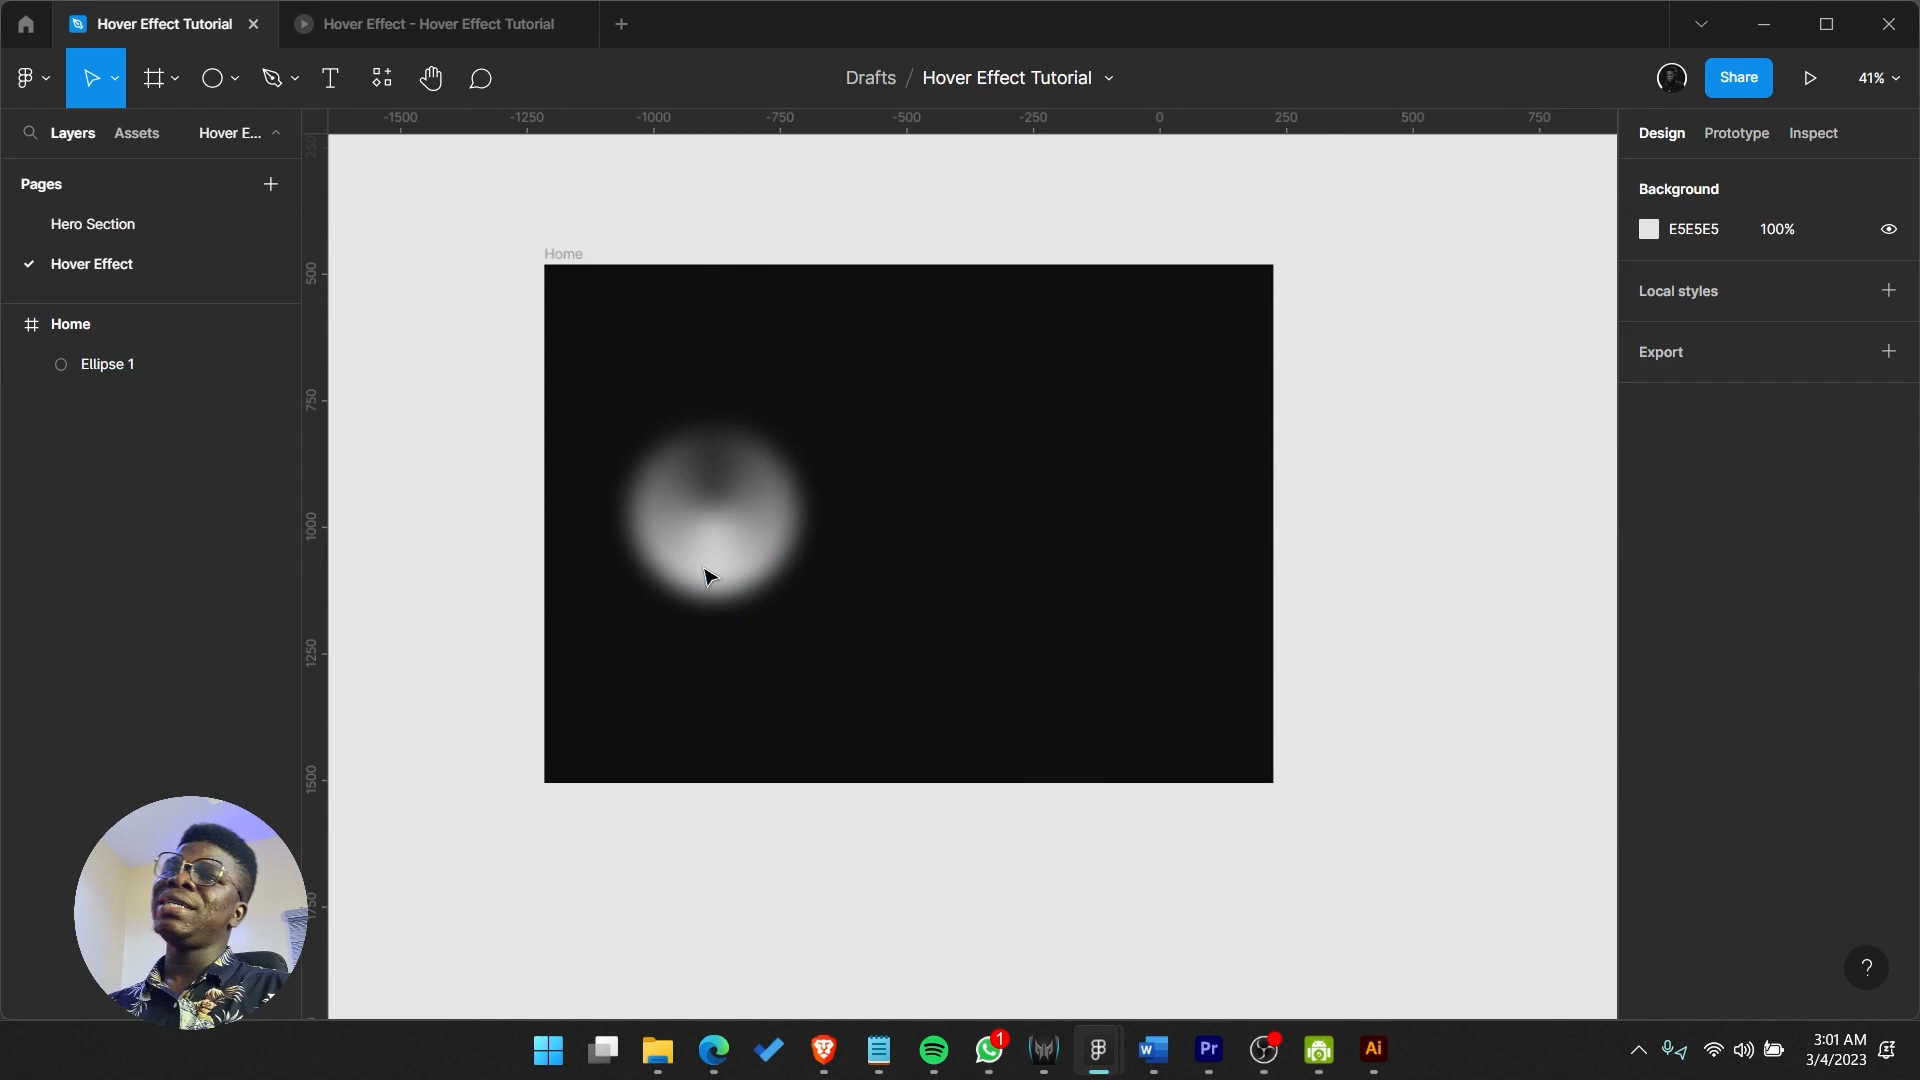 Hover Effect Tutorial
Hover Effect - Hover Effect Tutorial
Drafts / Hover Effect Tutorial
Share
41%
Layers
Assets
Hover E...
Pages
Hero Section
Hover Effect
Home
Ellipse 1
-1500
-1250
-1000
-750
-500
-250
0
250
500
750
250
500
750
1000
1250
1500
1750
Home
Design
Prototype
Inspect
Background
E5E5E5
100%
Local styles
Export
?
1
W
Pr
Ai
3:01 AM
3/4/2023